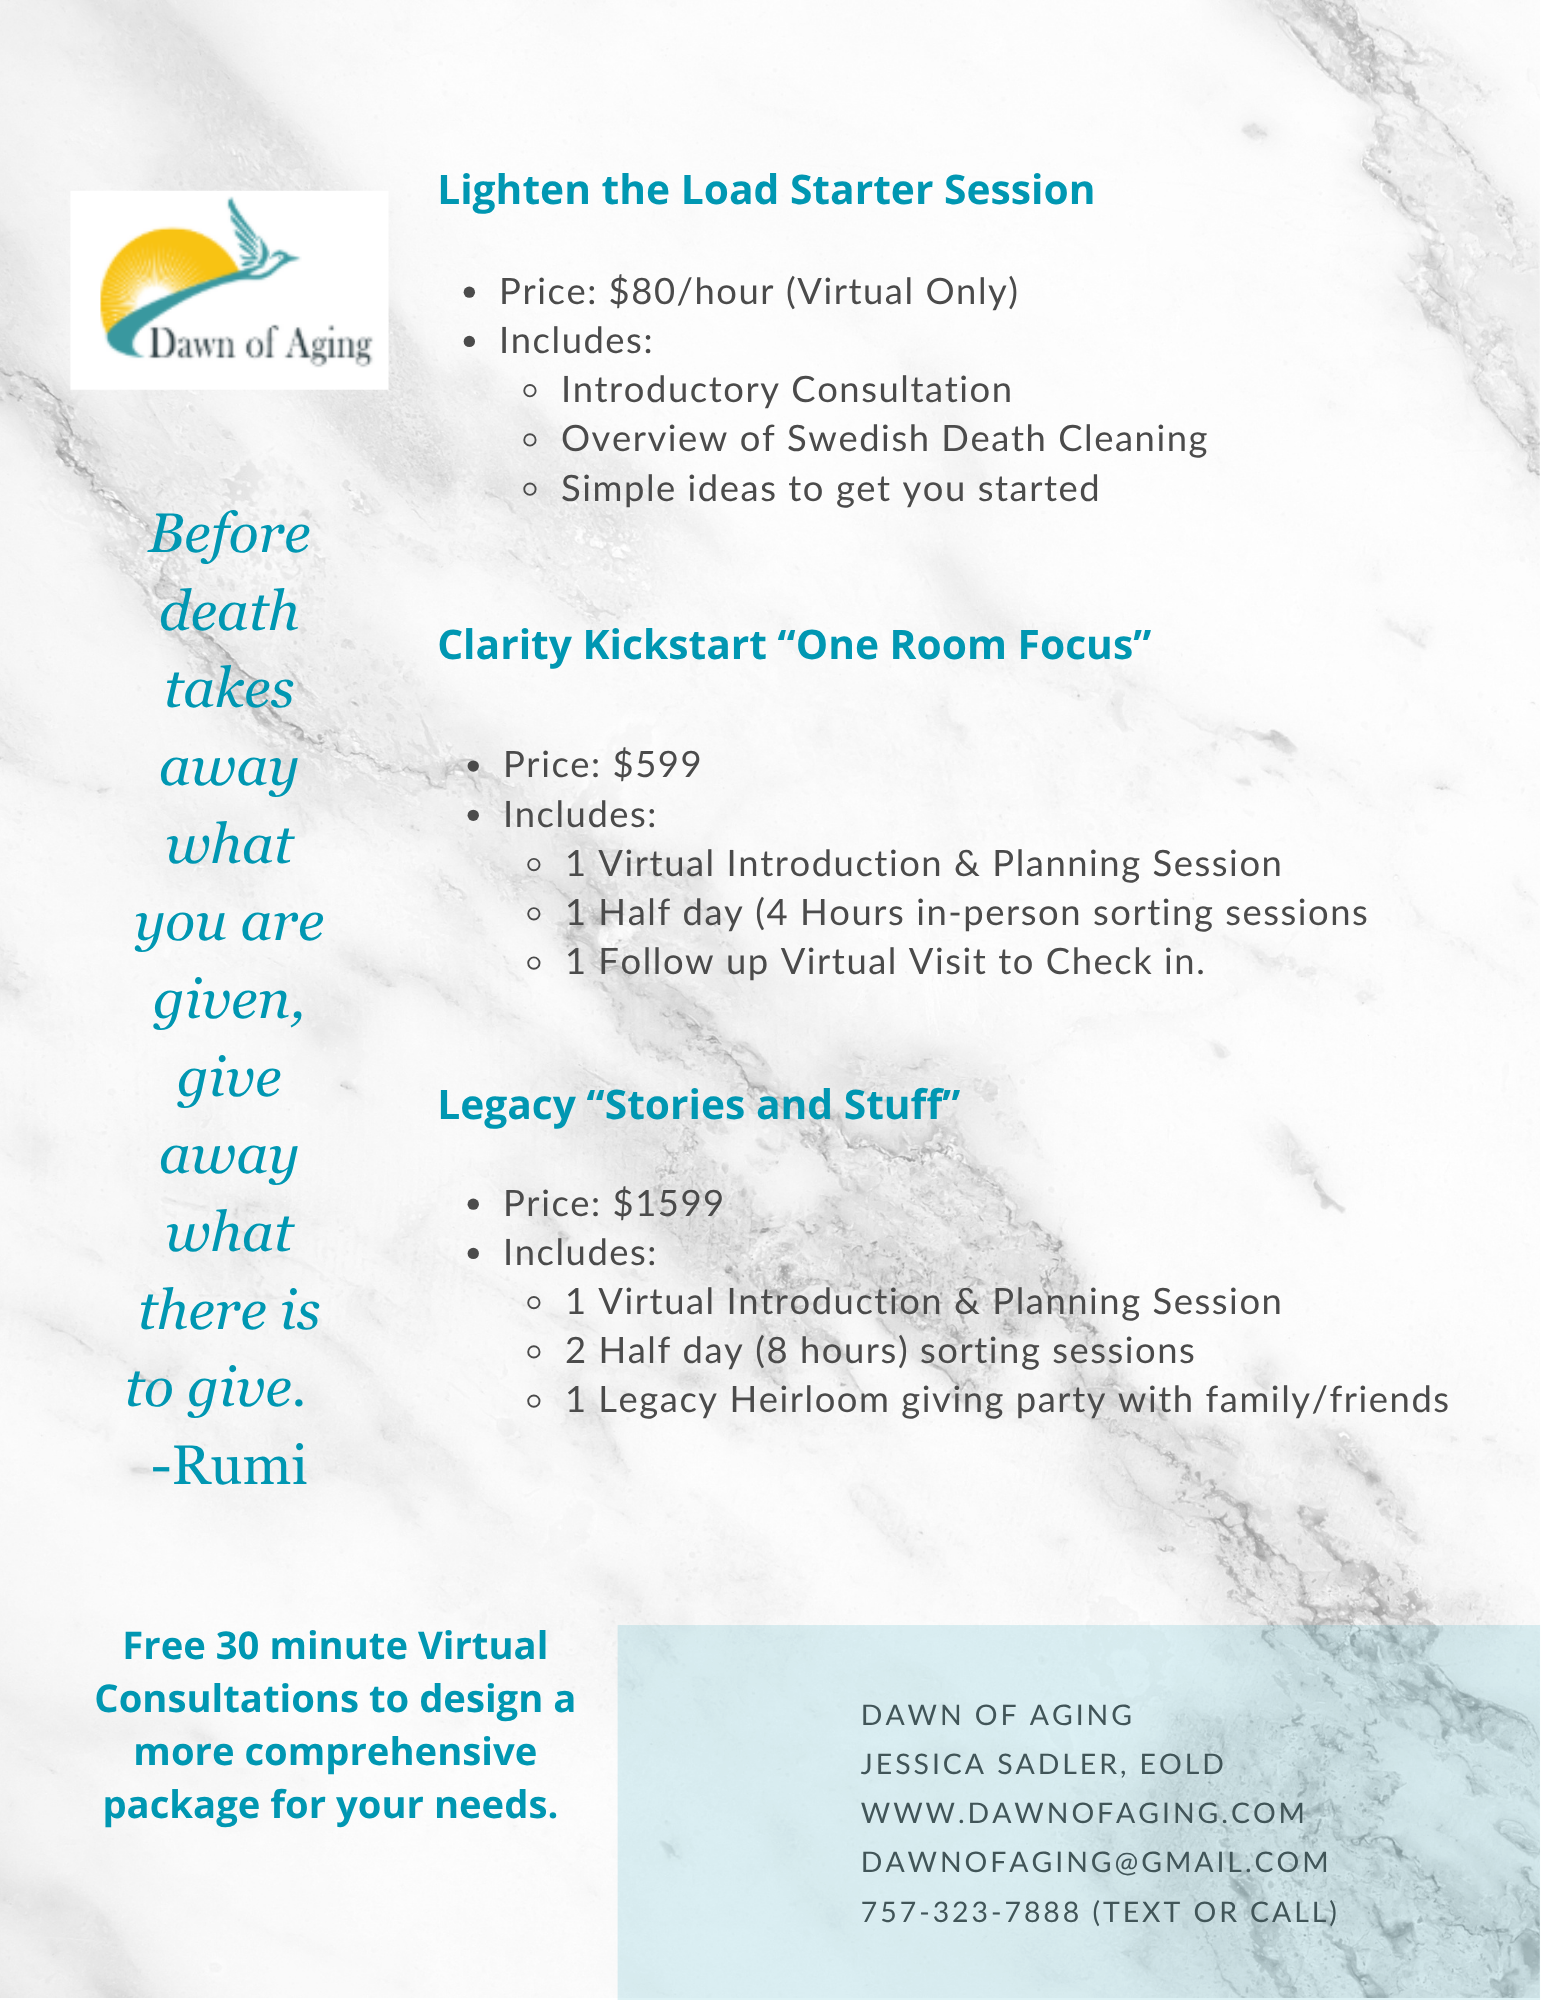 Dawn of Aging
Before
death
takes
away
what
you are
given,
give
away
what
there is
to give.
-Rumi
Lighten the Load Starter Session
• Price: $80/hour (Virtual Only)
• Includes:
◦ Introductory Consultation
◦ Overview of Swedish Death Cleaning
◦ Simple ideas to get you started
Clarity Kickstart “One Room Focus”
• Price: $599
• Includes:
◦ 1 Virtual Introduction & Planning Session
◦ 1 Half day (4 Hours in-person sorting sessions
◦ 1 Follow up Virtual Visit to Check in.
Legacy “Stories and Stuff”
• Price: $1599
• Includes:
◦ 1 Virtual Introduction & Planning Session
◦ 2 Half day (8 hours) sorting sessions
◦ 1 Legacy Heirloom giving party with family/friends
Free 30 minute Virtual
Consultations to design a
more comprehensive
package for your needs.
DAWN OF AGING
JESSICA SADLER, EOLD
WWW.DAWNOFAGING.COM
DAWNOFAGING@GMAIL.COM
757-323-7888 (TEXT OR CALL)